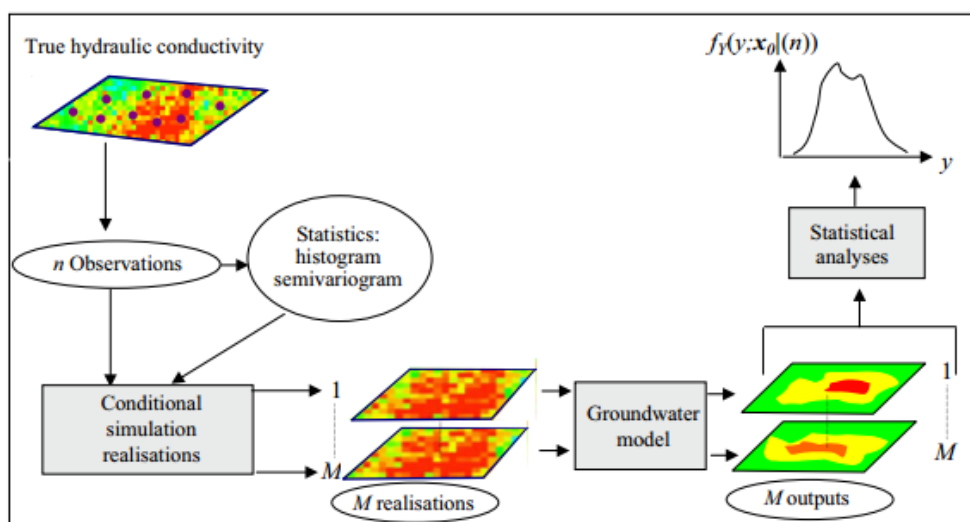 True hydraulic conductivity
f_Y(y;x_0|(n))
y
n Observations
Statistics:
histogram
semivariogram
Statistical
analyses
Conditional
simulation
realisations
1
M
M realisations
Groundwater
model
1
M
M outputs